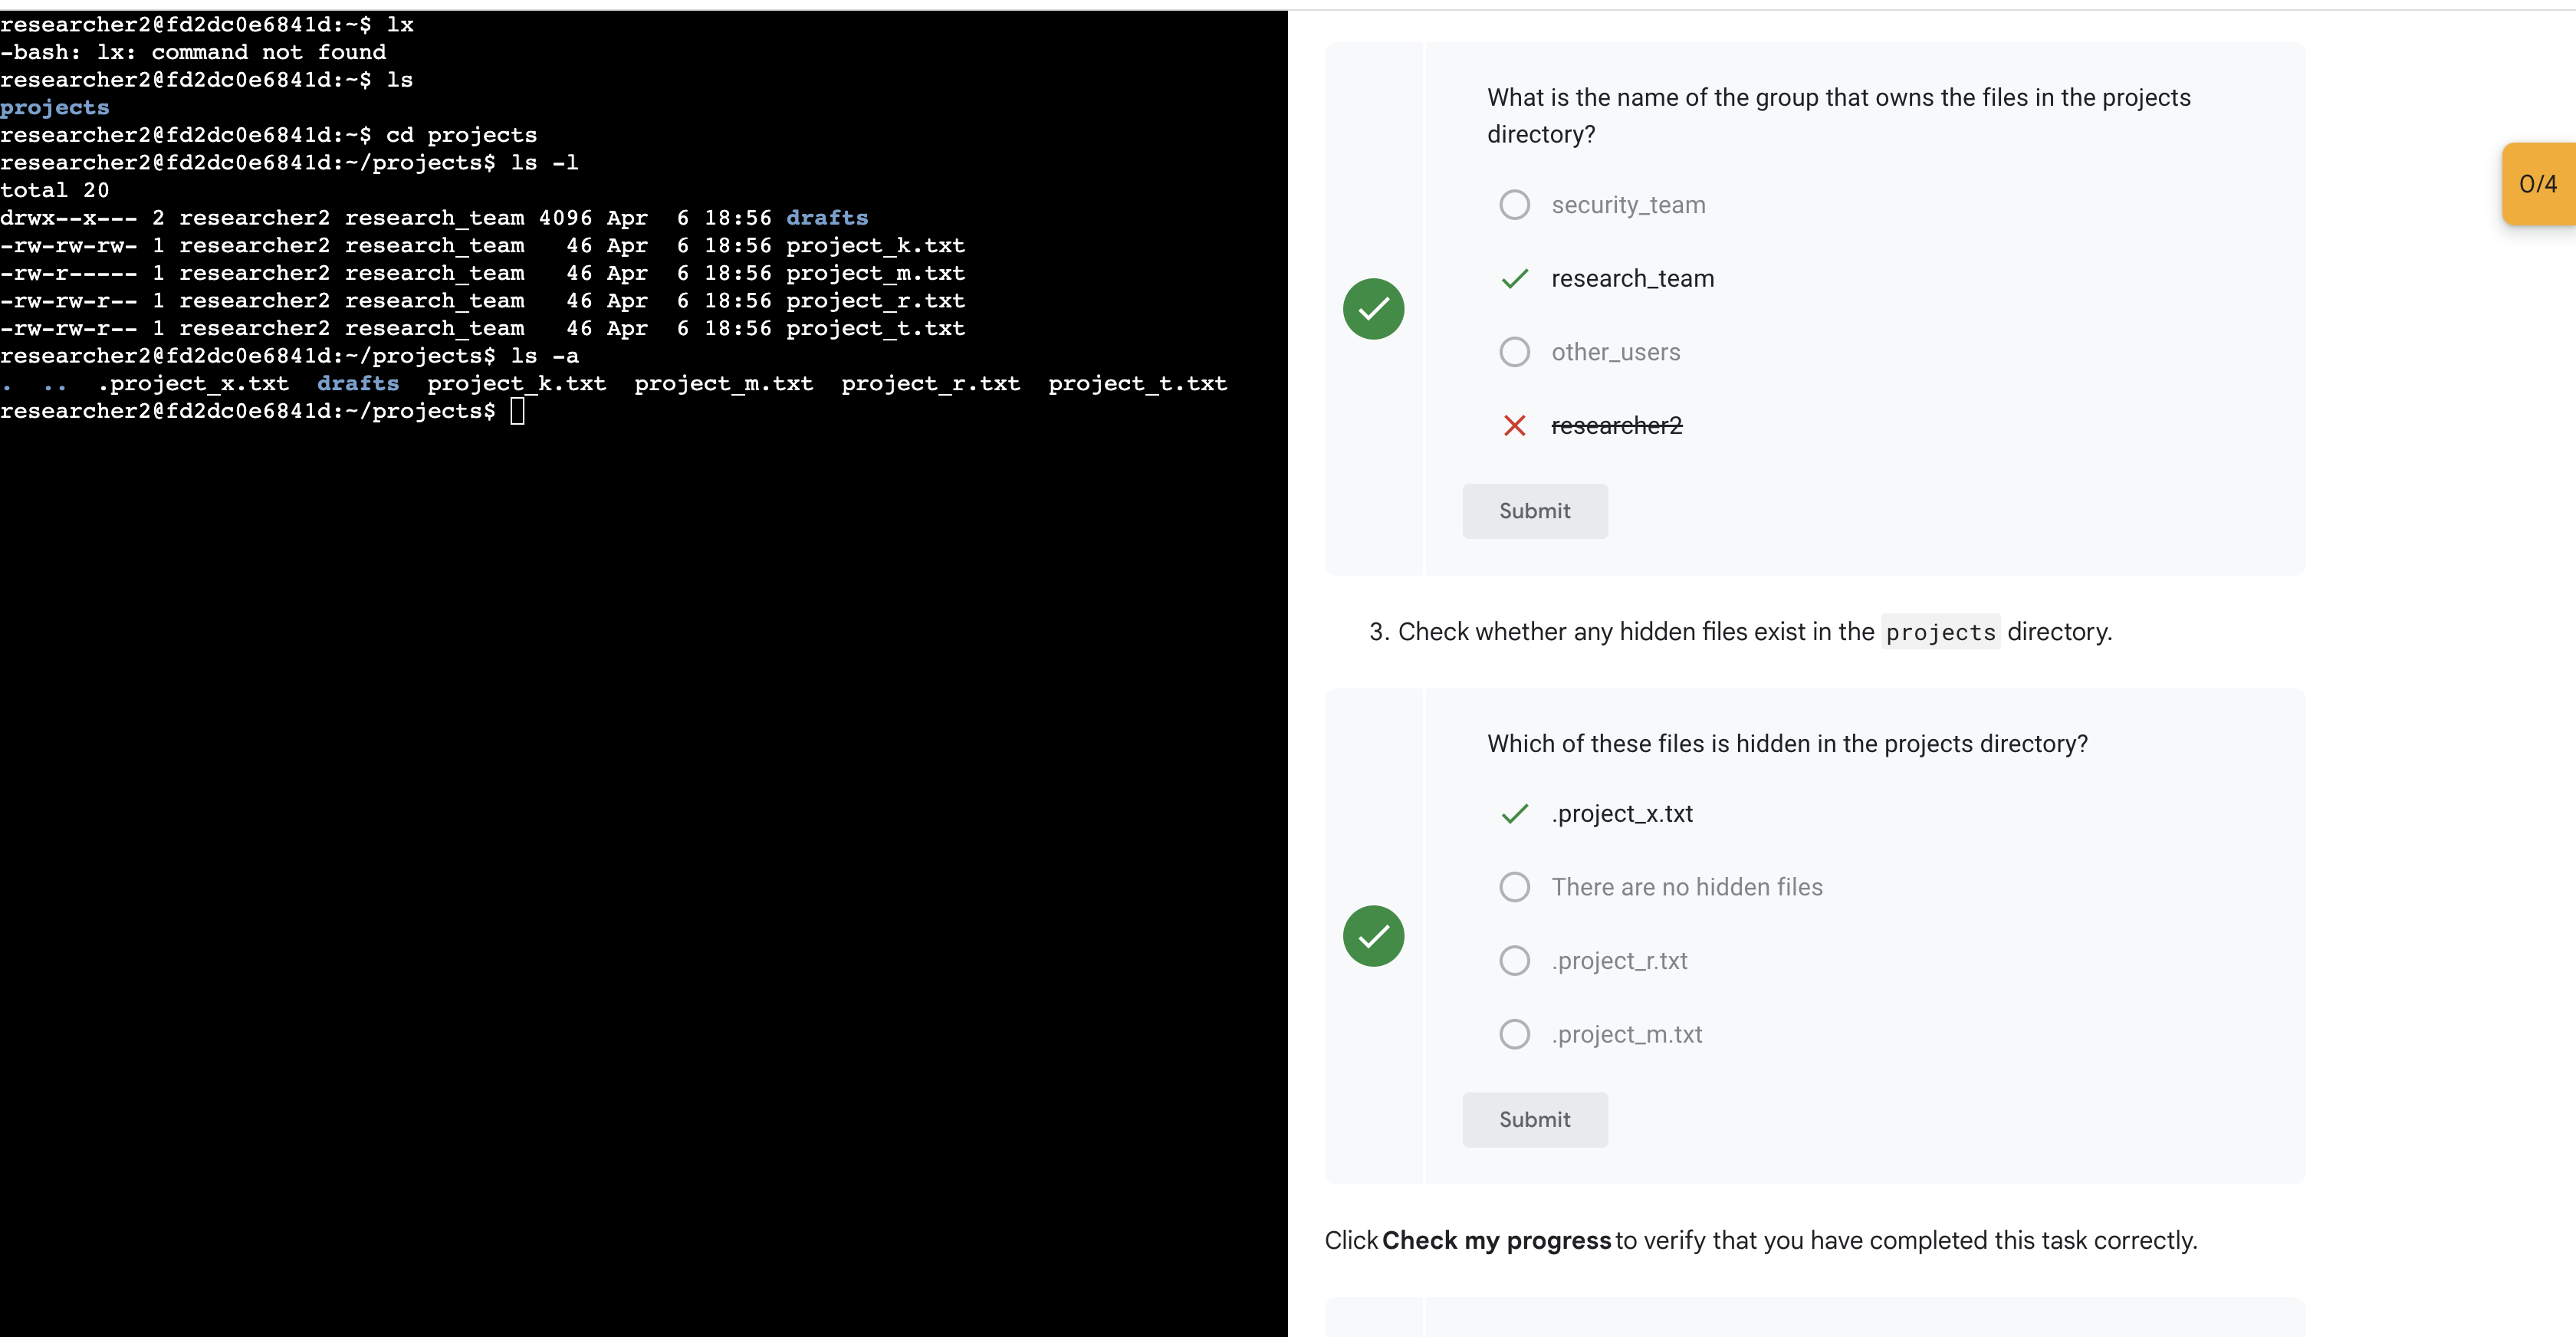 researcher2@fd2dc0e6841d:~$ lx
-bash: lx: command not found
researcher2@fd2dc0e6841d:~$ ls
projects
researcher2@fd2dc0e6841d:~$ cd projects
researcher2@fd2dc0e6841d:~/projects$ ls -l
total 20
drwx--x--- 2 researcher2 research_team 4096 Apr  6 18:56 drafts
-rw-rw-rw- 1 researcher2 research_team   46 Apr  6 18:56 project_k.txt
-rw-r----- 1 researcher2 research_team   46 Apr  6 18:56 project_m.txt
-rw-rw-r-- 1 researcher2 research_team   46 Apr  6 18:56 project_r.txt
-rw-rw-r-- 1 researcher2 research_team   46 Apr  6 18:56 project_t.txt
researcher2@fd2dc0e6841d:~/projects$ ls -a
.  ..  .project_x.txt  drafts  project_k.txt  project_m.txt  project_r.txt  project_t.txt
researcher2@fd2dc0e6841d:~/projects$
What is the name of the group that owns the files in the projects
directory?
security_team
research_team
other_users
researcher2
Submit
0/4
3. Check whether any hidden files exist in the projects directory.
Which of these files is hidden in the projects directory?
.project_x.txt
There are no hidden files
.project_r.txt
.project_m.txt
Submit
Click Check my progress to verify that you have completed this task correctly.